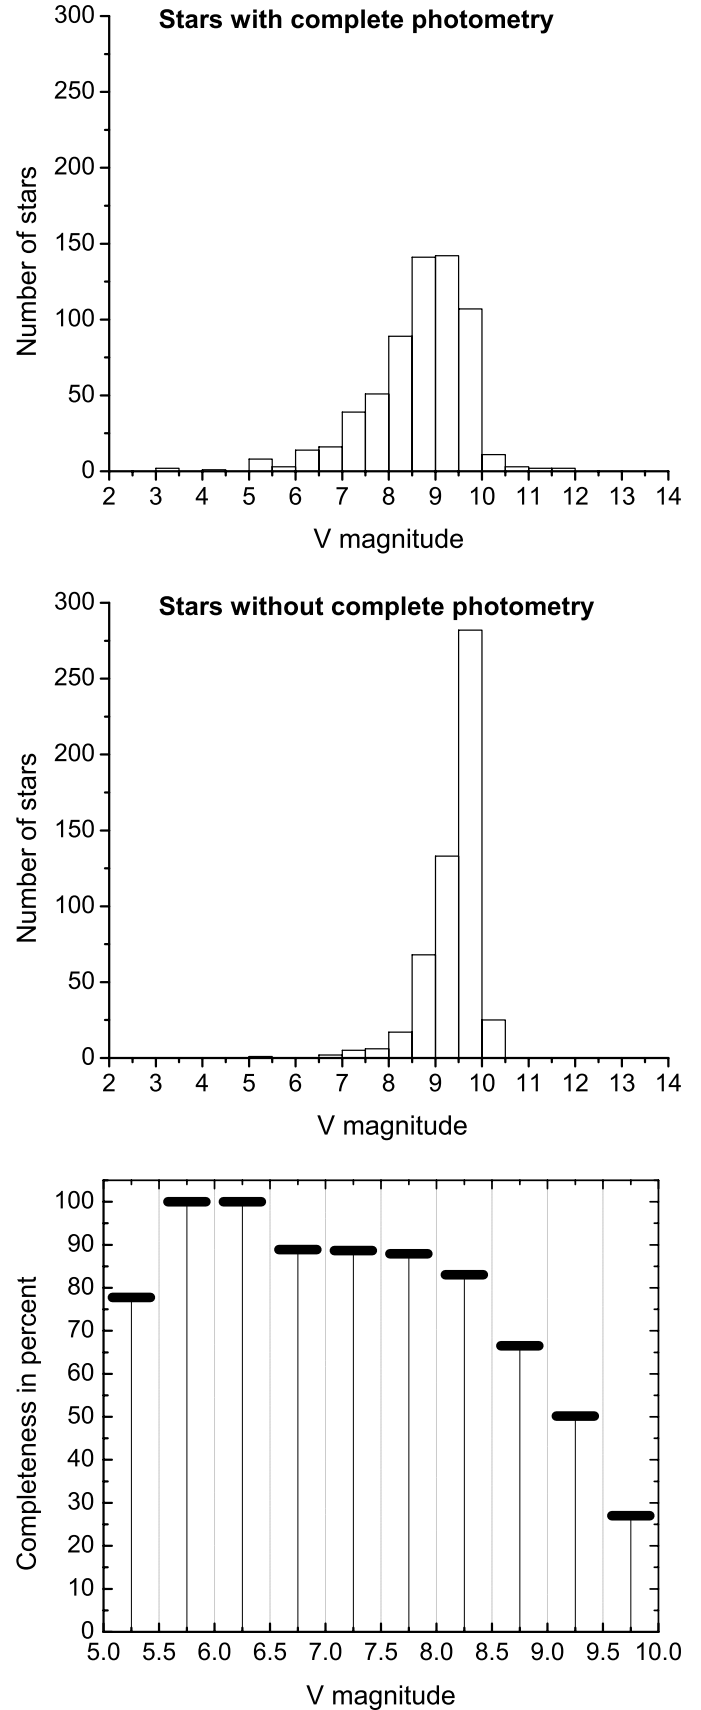 Stars with complete photometry
300
250
200
150
100
50
0
Number of stars
2 3 4 5 6 7 8 9 10 11 12 13 14
V magnitude
Stars without complete photometry
300
250
200
150
100
50
0
Number of stars
2 3 4 5 6 7 8 9 10 11 12 13 14
V magnitude
100
90
80
70
60
50
40
30
20
10
0
Completeness in percent
5.0 5.5 6.0 6.5 7.0 7.5 8.0 8.5 9.0 9.5 10.0
V magnitude